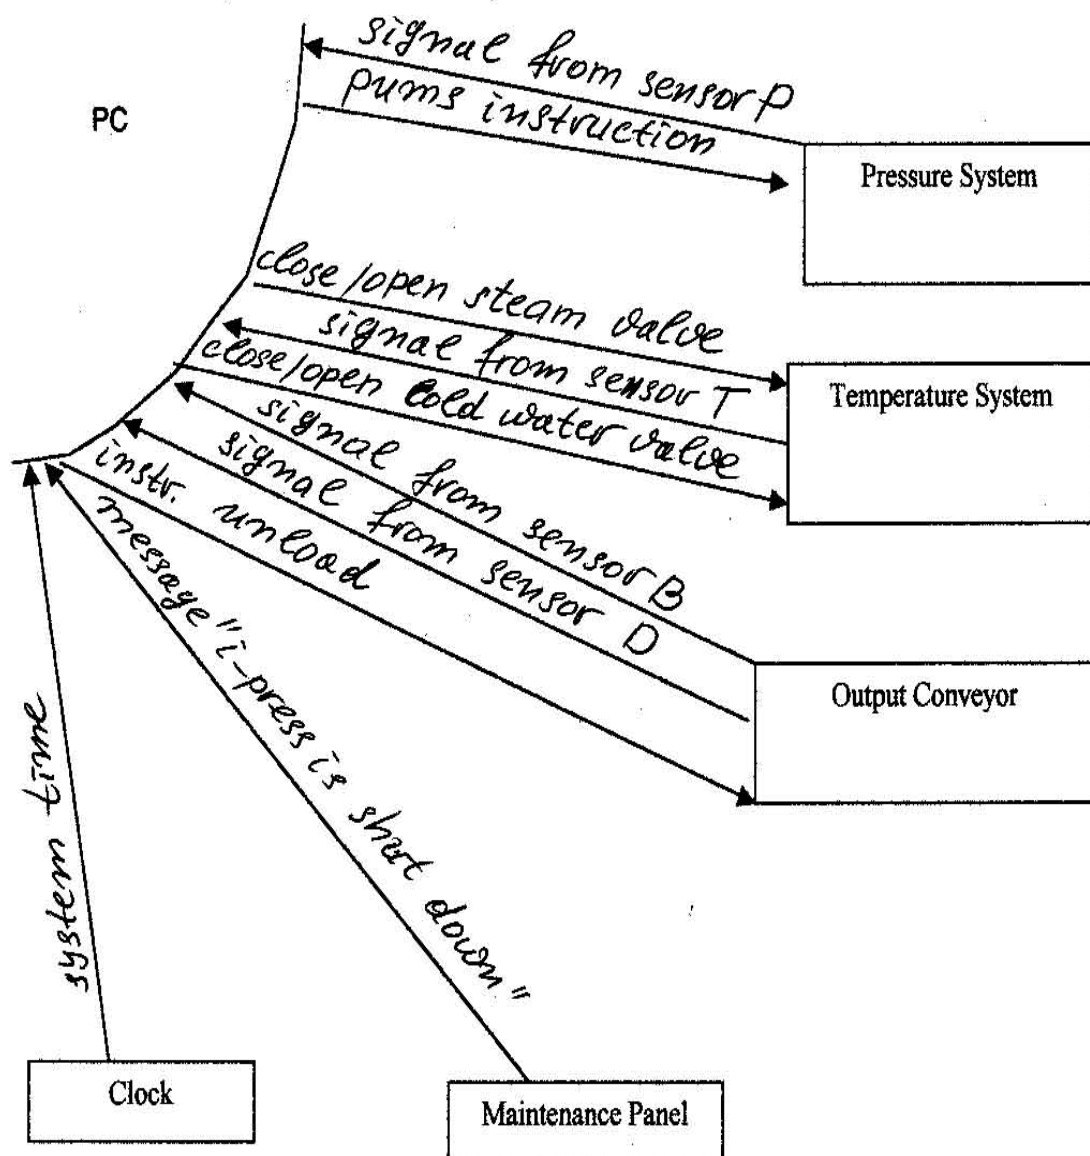 signal from sensor P
PC
pums instruction
Pressure System
close/open steam valve
signal from sensor T
close/open cold water valve
Temperature System
signal from sensor B
signal from sensor D
instr. unload
Output Conveyor
message "i-press is shut down"
system time
Clock
Maintenance Panel